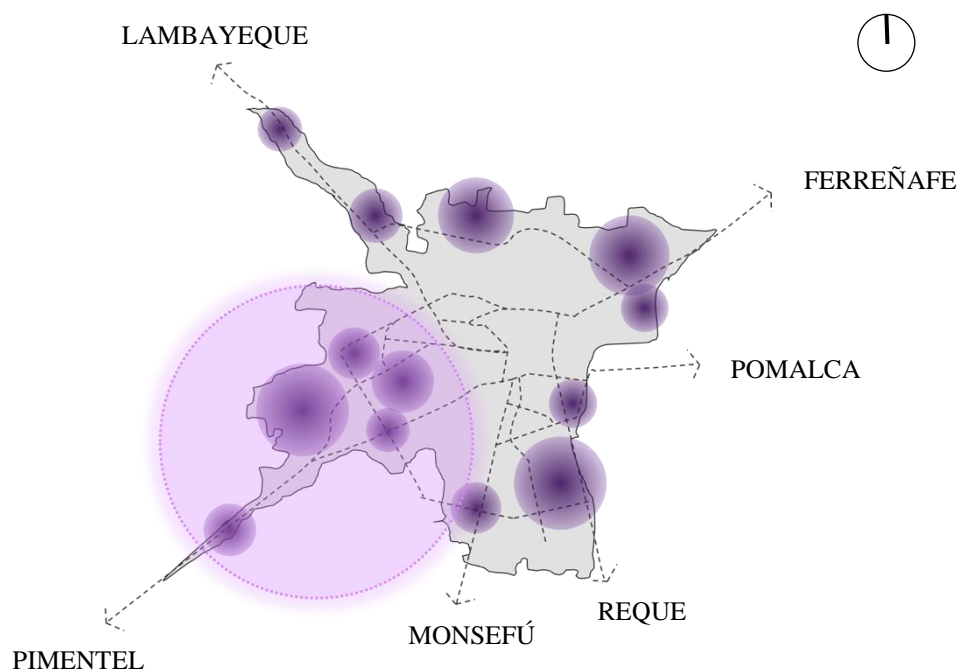 LAMBAYEQUE
FERREÑAFE
POMALCA
REQUE
MONSEFÚ
PIMENTEL